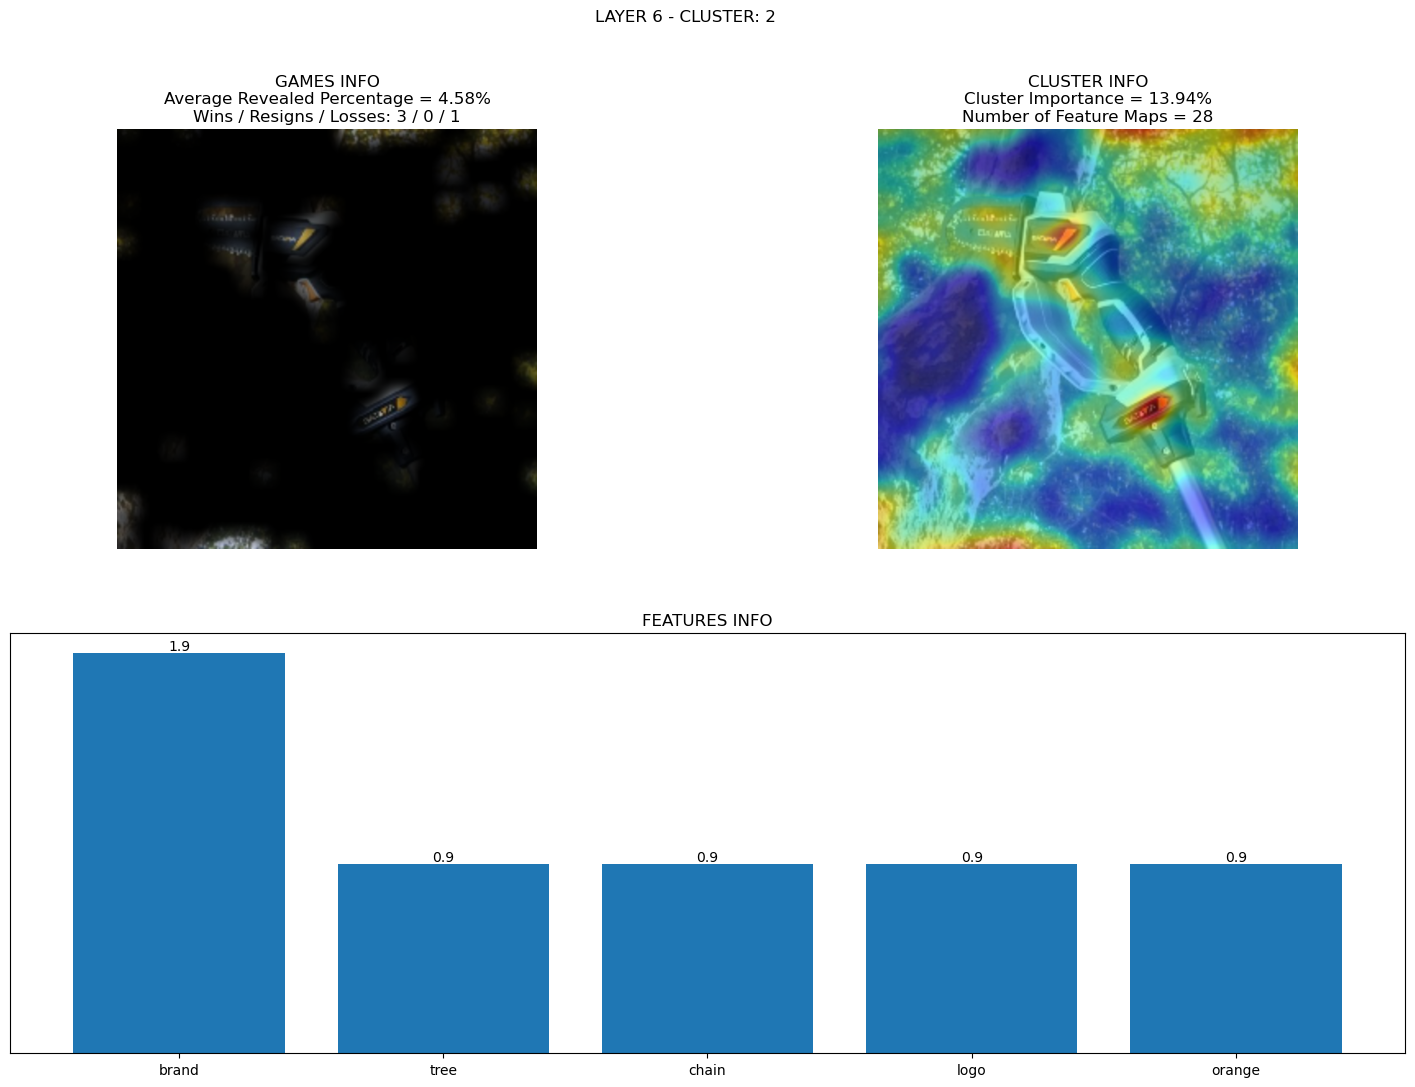 LAYER 6 - CLUSTER: 2
GAMES INFO
Average Revealed Percentage = 4.58%
Wins / Resigns / Losses: 3 / 0 / 1
CLUSTER INFO
Cluster Importance = 13.94%
Number of Feature Maps = 28
FEATURES INFO
1.9
0.9
0.9
0.9
0.9
brand
tree
chain
logo
orange